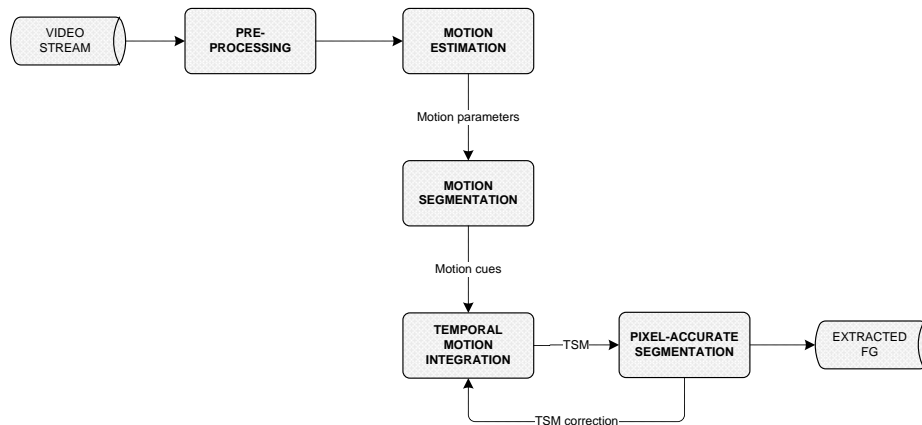 VIDEO
STREAM
PRE-
PROCESSING
MOTION
ESTIMATION
Motion parameters
MOTION
SEGMENTATION
Motion cues
TEMPORAL
MOTION
INTEGRATION
TSM
PIXEL-ACCURATE
SEGMENTATION
EXTRACTED
FG
TSM correction